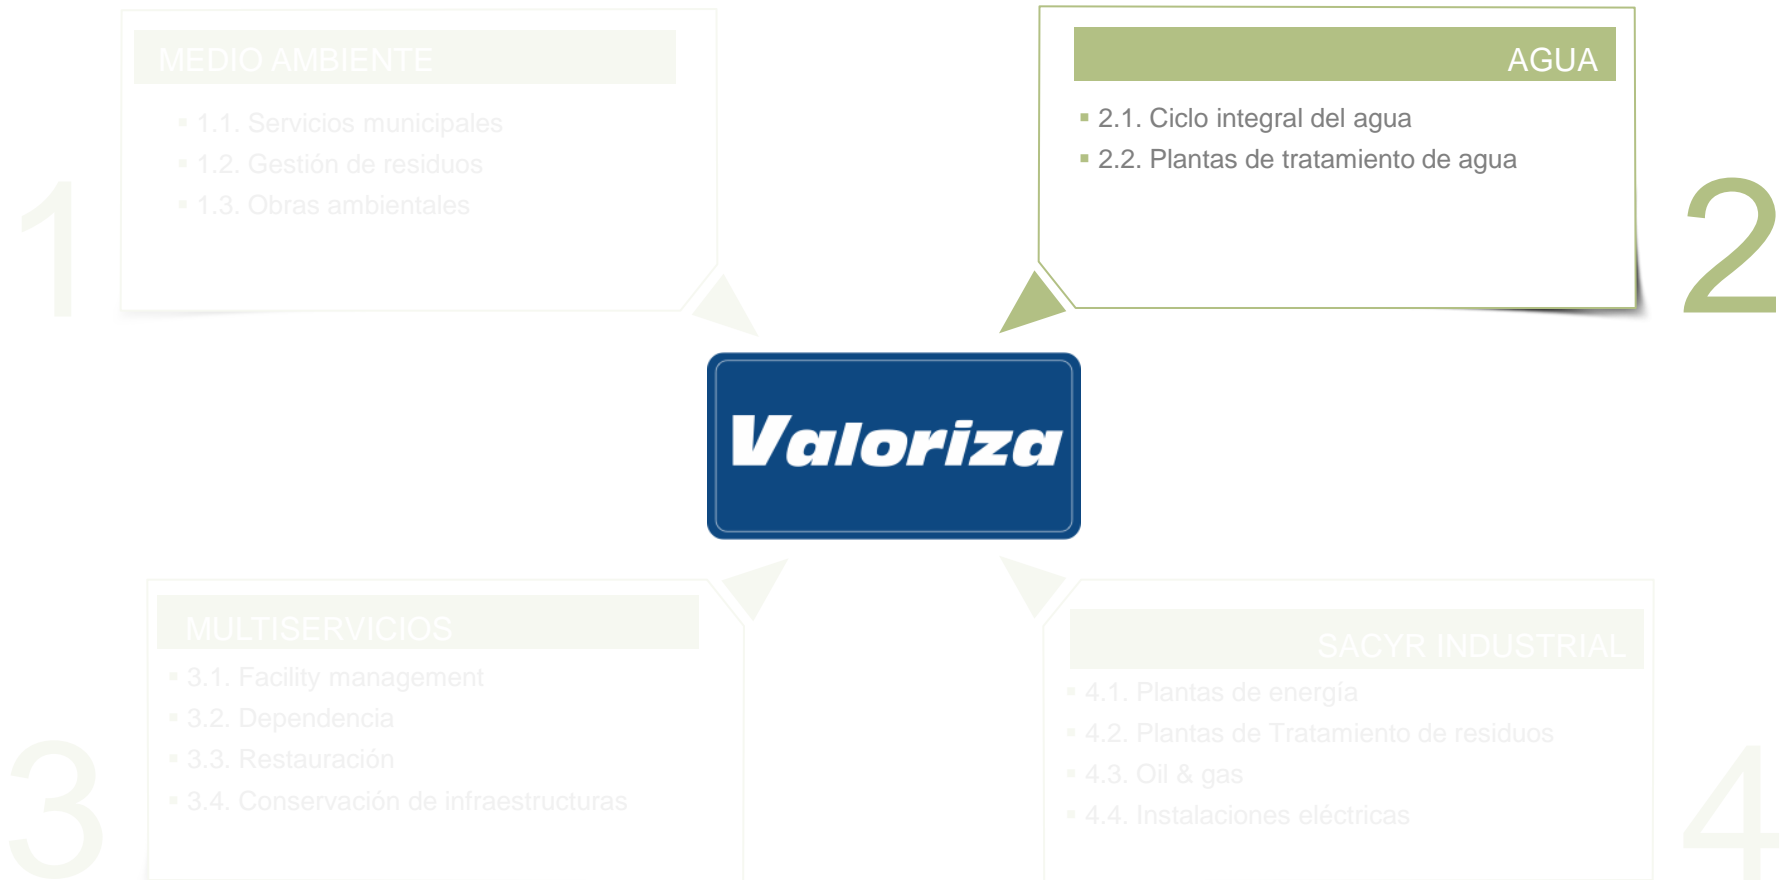 1
MEDIO AMBIENTE
▪ 1.1. Servicios municipales
▪ 1.2. Gestión de residuos
▪ 1.3. Obras ambientales
AGUA
▪ 2.1. Ciclo integral del agua
▪ 2.2. Plantas de tratamiento de agua
2
Valoriza
3
MULTISERVICIOS
▪ 3.1. Facility management
▪ 3.2. Dependencia
▪ 3.3. Restauración
▪ 3.4. Conservación de infraestructuras
SACYR INDUSTRIAL
▪ 4.1. Plantas de energía
▪ 4.2. Plantas de Tratamiento de residuos
▪ 4.3. Oil & gas
▪ 4.4. Instalaciones eléctricas
4